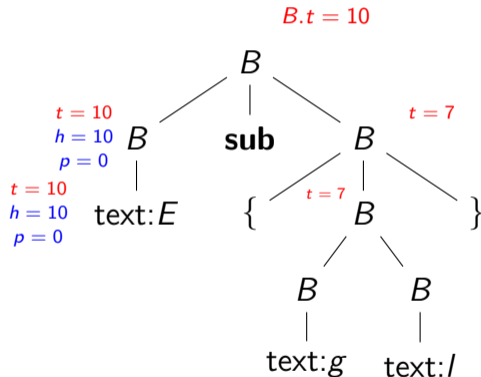 B.t = 10
B
t = 10
h = 10
p = 0
B
sub
B
t = 7
t = 10
h = 10
p = 0
text:E
{
t = 7
B
}
B
B
text:g
text:l